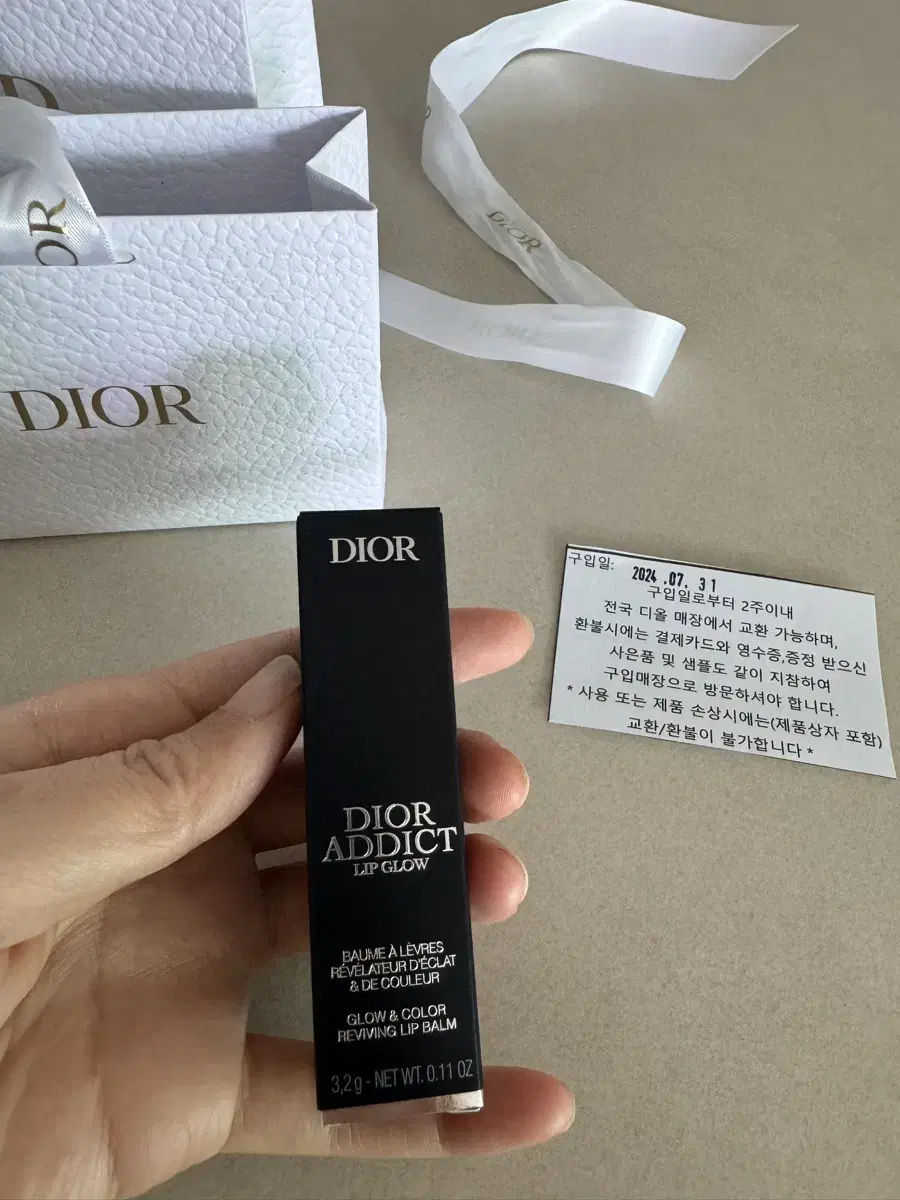 DIOR
DIOR
DIOR
DIOR
ADDICT
LIP GLOW
BAUME À LÈVRES
RÉVÉLATEUR D'ÉCLAT
& DE COULEUR
GLOW & COLOR
REVIVING LIP BALM
3,2 g - NET WT. 0.11 OZ
구입일:
2024.07.31
구입일로부터 2주이내
전국 디올 매장에서 교환 가능하며,
환불시에는 결제카드와 영수증,증정 받으신
사은품 및 샘플도 같이 지참하여
구입매장으로 방문하셔야 합니다.
* 사용 또는 제품 손상시에는(제품상자 포함)
교환/환불이 불가합니다 *